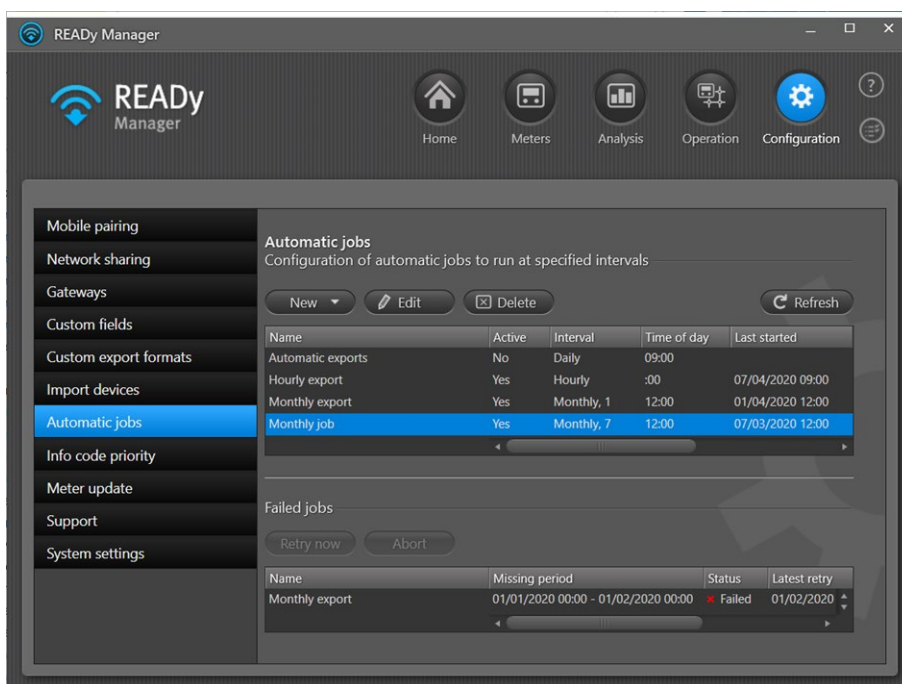 READy Manager
READy
Manager
Home
Meters
Analysis
Operation
Configuration
?
Mobile pairing
Network sharing
Gateways
Custom fields
Custom export formats
Import devices
Automatic jobs
Info code priority
Meter update
Support
System settings
Automatic jobs
Configuration of automatic jobs to run at specified intervals
New Edit Delete Refresh
Name Active Interval Time of day Last started
Automatic exports No Daily 09:00
Hourly export Yes Hourly :00 07/04/2020 09:00
Monthly export Yes Monthly, 1 12:00 01/04/2020 12:00
Monthly job Yes Monthly, 7 12:00 07/03/2020 12:00
Failed jobs
Retry now Abort
Name Missing period Status Latest retry
Monthly export 01/01/2020 00:00 - 01/02/2020 00:00 Failed 01/02/2020